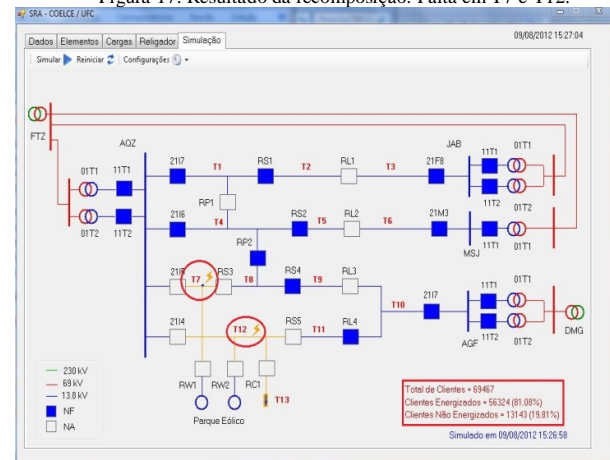 Figura 17. Resultado da recomposição. Falta em T7 e T12.
SRA - COELCE / UFC
Dados Elementos Cargas Religador Simulação
09/08/2012 15:27:04
Simular Reiniciar Configurações
FTZ
AQZ
JAB
01T1 11T1
01T2 11T2
21I7 T1 RS1 T2 RL1 T3 21F8
11T1 01T1
11T2 01T2
RP1
21I6 T4 RS2 T5 RL2 T6 21M3
MSJ 11T1 01T1
RP2
T7 RS3 T8 RS4 T9 RL3
T10 21I7
11T1 01T1
AGF 11T2 01T2 DMG
21I4 T12 RS5 T11 RL4
RW1 RW2 RC1
T13
Parque Eólico
230 kV
69 kV
13.8 kV
NF
NA
Total de Clientes = 69467
Clientes Energizados = 56324 (81,08%)
Clientes Não Energizados = 13143 (19,81%)
Simulado em 09/08/2012 15:26:58